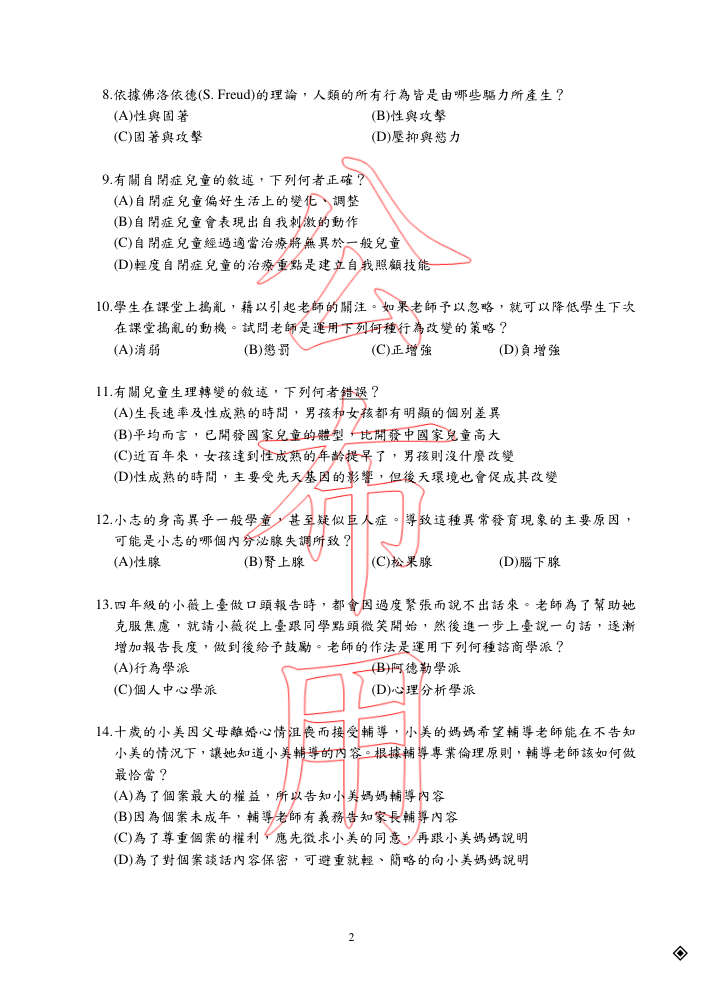 8.依據佛洛依德(S. Freud)的理論，人類的所有行為皆是由哪些驅力所產生？
(A)性與固著 (B)性與攻擊
(C)固著與攻擊 (D)壓抑與慾力
9.有關自閉症兒童的敘述，下列何者正確？
(A)自閉症兒童偏好生活上的變化、調整
(B)自閉症兒童會表現出自我刺激的動作
(C)自閉症兒童經過適當治療將無異於一般兒童
(D)輕度自閉症兒童的治療重點是建立自我照顧技能
10.學生在課堂上搗亂，藉以引起老師的關注。如果老師予以忽略，就可以降低學生下次
在課堂搗亂的動機。試問老師是運用下列何種行為改變的策略？
(A)消弱 (B)懲罰 (C)正增強 (D)負增強
11.有關兒童生理轉變的敘述，下列何者錯誤？
(A)生長速率及性成熟的時間，男孩和女孩都有明顯的個別差異
(B)平均而言，已開發國家兒童的體型，比開發中國家兒童高大
(C)近百年來，女孩達到性成熟的年齡提早了，男孩則沒什麼改變
(D)性成熟的時間，主要受先天基因的影響，但後天環境也會促成其改變
12.小志的身高異乎一般學童，甚至疑似巨人症。導致這種異常發育現象的主要原因，
可能是小志的哪個內分泌腺失調所致？
(A)性腺 (B)腎上腺 (C)松果腺 (D)腦下腺
13.四年級的小薇上臺做口頭報告時，都會因過度緊張而說不出話來。老師為了幫助她
克服焦慮，就請小薇從上臺跟同學點頭微笑開始，然後進一步上臺說一句話，逐漸
增加報告長度，做到後給予鼓勵。老師的作法是運用下列何種諮商學派？
(A)行為學派 (B)阿德勒學派
(C)個人中心學派 (D)心理分析學派
14.十歲的小美因父母離婚心情沮喪而接受輔導，小美的媽媽希望輔導老師能在不告知
小美的情況下，讓她知道小美輔導的內容。根據輔導專業倫理原則，輔導老師該如何做
最恰當？
(A)為了個案最大的權益，所以告知小美媽媽輔導內容
(B)因為個案未成年，輔導老師有義務告知家長輔導內容
(C)為了尊重個案的權利，應先徵求小美的同意，再跟小美媽媽說明
(D)為了對個案談話內容保密，可避重就輕、簡略的向小美媽媽說明
公布用
2